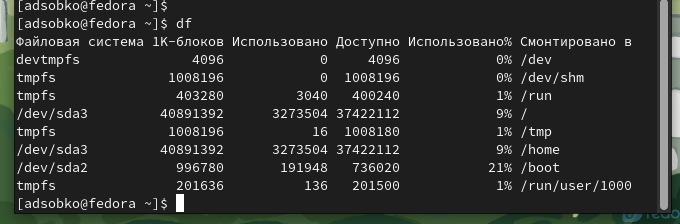 [adsobko@fedora ~]$
[adsobko@fedora ~]$ df
Файловая система 1K-блоков Использовано Доступно Использовано% Смонтировано в
devtmpfs 4096 0 4096 0% /dev
tmpfs 1008196 0 1008196 0% /dev/shm
tmpfs 403280 3040 400240 1% /run
/dev/sda3 40891392 3273504 37422112 9% /
tmpfs 1008196 16 1008180 1% /tmp
/dev/sda3 40891392 3273504 37422112 9% /home
/dev/sda2 996780 191948 736020 21% /boot
tmpfs 201636 136 201500 1% /run/user/1000
[adsobko@fedora ~]$